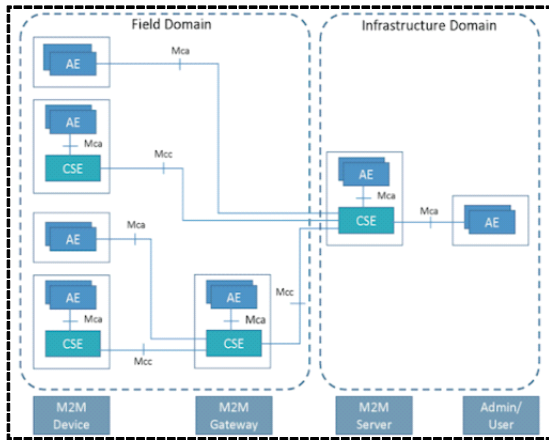 Field Domain
Infrastructure Domain
AE
Mca
AE
Mca
CSE
Mcc
AE
Mca
CSE
Mca
AE
AE
Mca
AE
Mca
CSE
Mcc
AE
Mca
CSE
Mcc
M2M
Device
M2M
Gateway
M2M
Server
Admin/
User